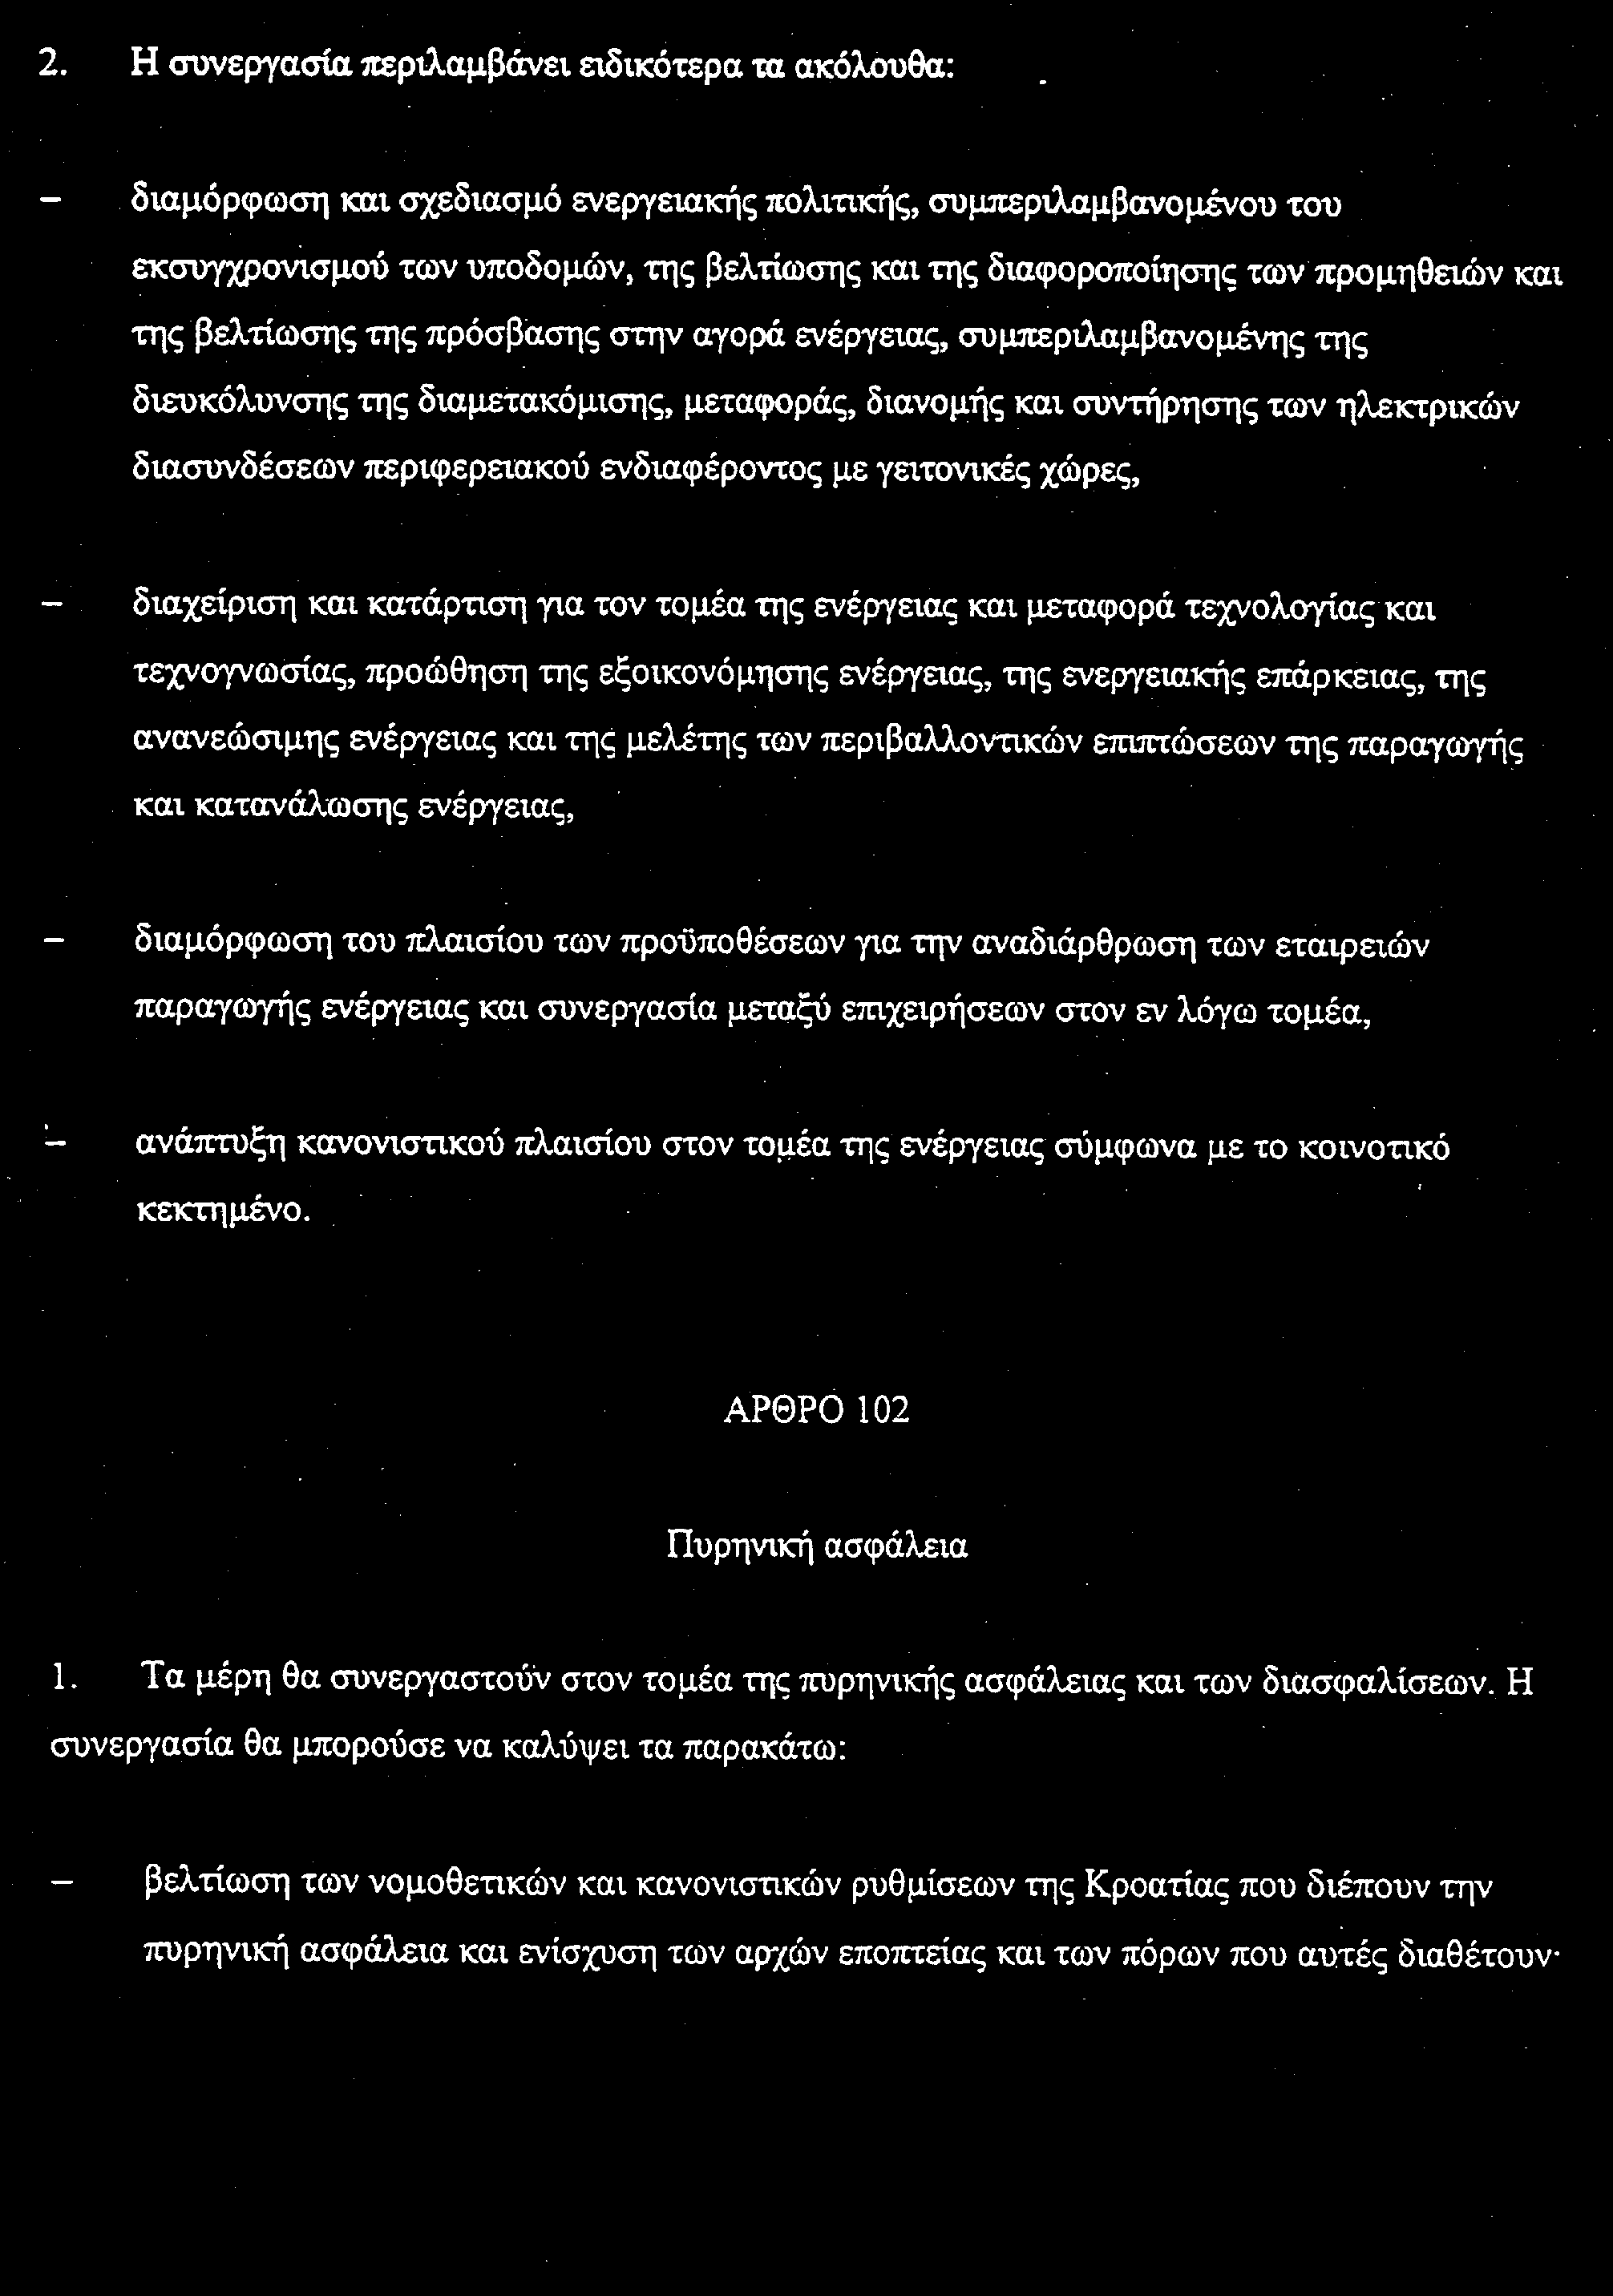 2. Η συνεργασία περιλαμβάνει ειδικότερα τα ακόλουθα:
– διαμόρφωση και σχεδιασμό ενεργειακής πολιτικής, συμπεριλαμβανομένου του
εκσυγχρονισμού των υποδομών, της βελτίωσης και της διαφοροποίησης των προμηθειών και
της βελτίωσης της πρόσβασης στην αγορά ενέργειας, συμπεριλαμβανομένης της
διευκόλυνσης της διαμετακόμισης, μεταφοράς, διανομής και συντήρησης των ηλεκτρικών
διασυνδέσεων περιφερειακού ενδιαφέροντος με γειτονικές χώρες,
– διαχείριση και κατάρτιση για τον τομέα της ενέργειας και μεταφορά τεχνολογίας και
τεχνογνωσίας, προώθηση της εξοικονόμησης ενέργειας, της ενεργειακής επάρκειας, της
ανανεώσιμης ενέργειας και της μελέτης των περιβαλλοντικών επιπτώσεων της παραγωγής
και κατανάλωσης ενέργειας,
– διαμόρφωση του πλαισίου των προϋποθέσεων για την αναδιάρθρωση των εταιρειών
παραγωγής ενέργειας και συνεργασία μεταξύ επιχειρήσεων στον εν λόγω τομέα,
– ανάπτυξη κανονιστικού πλαισίου στον τομέα της ενέργειας σύμφωνα με το κοινοτικό
κεκτημένο.
ΑΡΘΡΟ 102
Πυρηνική ασφάλεια
1. Τα μέρη θα συνεργαστούν στον τομέα της πυρηνικής ασφάλειας και των διασφαλίσεων. Η
συνεργασία θα μπορούσε να καλύψει τα παρακάτω:
– βελτίωση των νομοθετικών και κανονιστικών ρυθμίσεων της Κροατίας που διέπουν την
πυρηνική ασφάλεια και ενίσχυση των αρχών εποπτείας και των πόρων που αυτές διαθέτουν·